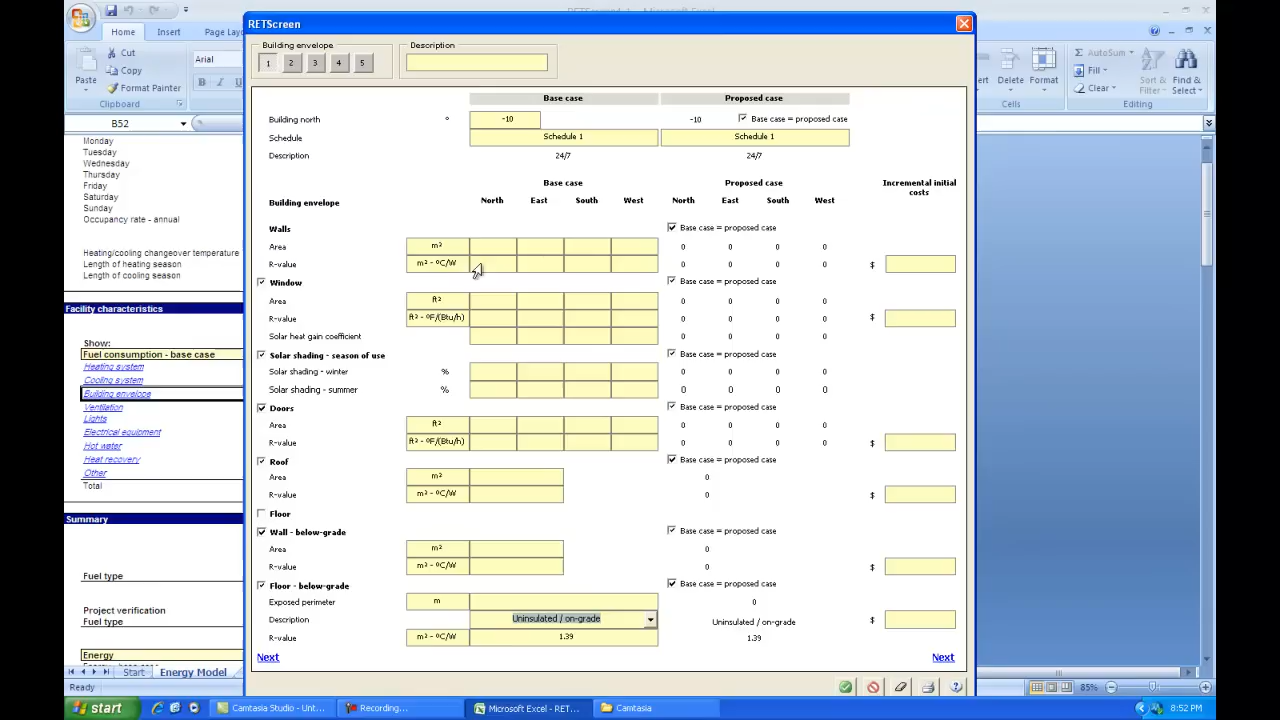 RETScreen 1 - Microsoft Excel
RETScreen
Home Insert Page Lay
Building envelope
1 2 3 4 5
Description
Cut
Copy
Format Painter
Paste
Clipboard
Arial
B I U
AutoSum
Fill
Clear
Delete Format
Cells
Sort & Filter
Find & Select
Editing
B52
Monday
Tuesday
Wednesday
Thursday
Friday
Saturday
Sunday
Occupancy rate - annual
Heating/cooling changeover temperature
Length of heating season
Length of cooling season
Facility characteristics
Show:
Fuel consumption - base case
Heating system
Cooling system
Building envelope
Ventilation
Lights
Electrical equipment
Hot water
Heat recovery
Other
Total
Summary
Fuel type
Project verification
Fuel type
Energy
Start Energy Model
Base case Proposed case
Building north ° -10 -10 Base case = proposed case
Schedule Schedule 1 Schedule 1
Description 24/7 24/7
Base case Proposed case Incremental initial costs
Building envelope North East South West North East South West
Walls Base case = proposed case
Area m² 0 0 0 0
R-value m² - ºC/W 0 0 0 0 $
Window Base case = proposed case
Area ft² 0 0 0 0
R-value ft² - ºF/(Btu/h) 0 0 0 0 $
Solar heat gain coefficient 0 0 0 0
Solar shading - season of use Base case = proposed case
Solar shading - winter % 0 0 0 0
Solar shading - summer % 0 0 0 0
Doors Base case = proposed case
Area ft² 0 0 0 0
R-value ft² - ºF/(Btu/h) 0 0 0 0 $
Roof Base case = proposed case
Area m² 0
R-value m² - ºC/W 0 $
Floor
Wall - below-grade Base case = proposed case
Area m² 0
R-value m² - ºC/W 0 $
Floor - below-grade Base case = proposed case
Exposed perimeter m 0
Description Uninsulated / on-grade Uninsulated / on-grade $
R-value m² - ºC/W 1.39 1.39
Next Next
Ready 85%
start Camtasia Studio - Unt... Recording... Microsoft Excel - RET... Camtasia 8:52 PM